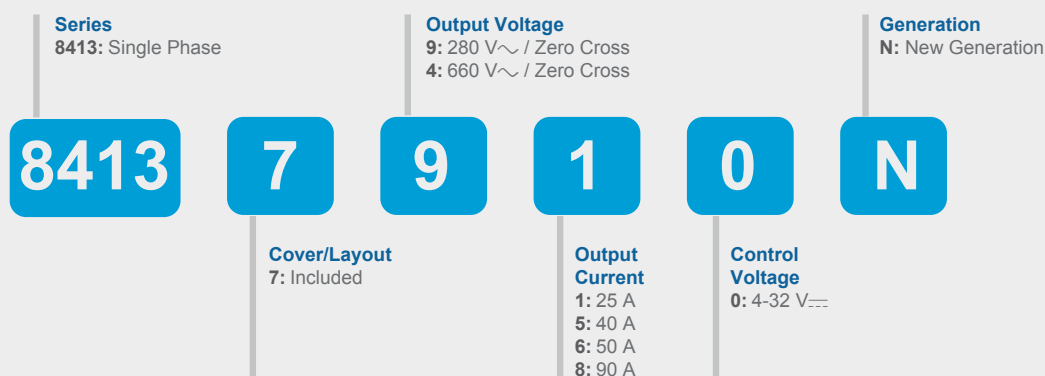 Series
8413: Single Phase
Output Voltage
9: 280 V∿ / Zero Cross
4: 660 V∿ / Zero Cross
Generation
N: New Generation
8413 7 9 1 0 N
Cover/Layout
7: Included
Output
Current
1: 25 A
5: 40 A
6: 50 A
8: 90 A
Control
Voltage
0: 4-32 V⎓